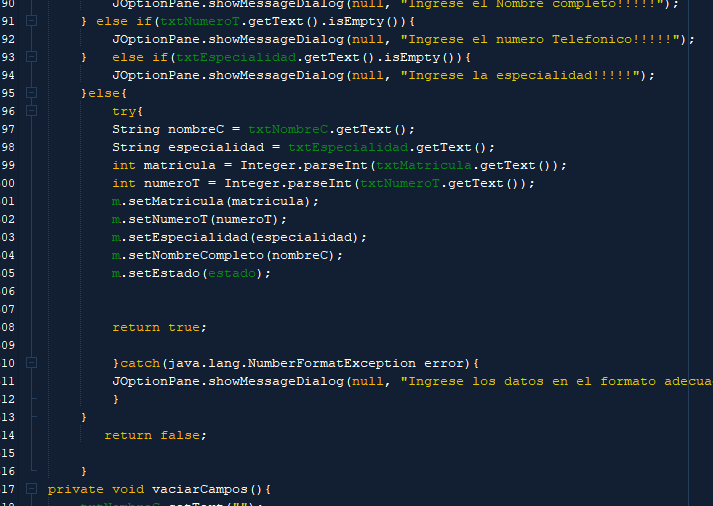 90 JOptionPane.showMessageDialog(null, "Ingrese el Nombre completo!!!!!");
91 } else if(txtNumeroT.getText().isEmpty()){
92 JOptionPane.showMessageDialog(null, "Ingrese el numero Telefonico!!!!!");
93 } else if(txtEspecialidad.getText().isEmpty()){
94 JOptionPane.showMessageDialog(null, "Ingrese la especialidad!!!!!");
95 }else{
96 try{
97 String nombreC = txtNombreC.getText();
98 String especialidad = txtEspecialidad.getText();
99 int matricula = Integer.parseInt(txtMatricula.getText());
00 int numeroT = Integer.parseInt(txtNumeroT.getText());
01 m.setMatricula(matricula);
02 m.setNumeroT(numeroT);
03 m.setEspecialidad(especialidad);
04 m.setNombreCompleto(nombreC);
05 m.setEstado(estado);
06
07
08 return true;
09
10 }catch(java.lang.NumberFormatException error){
11 JOptionPane.showMessageDialog(null, "Ingrese los datos en el formato adecua
12 }
13 }
14 return false;
15
16 }
17 private void vaciarCampos(){
18 txtNombreC.setText("");